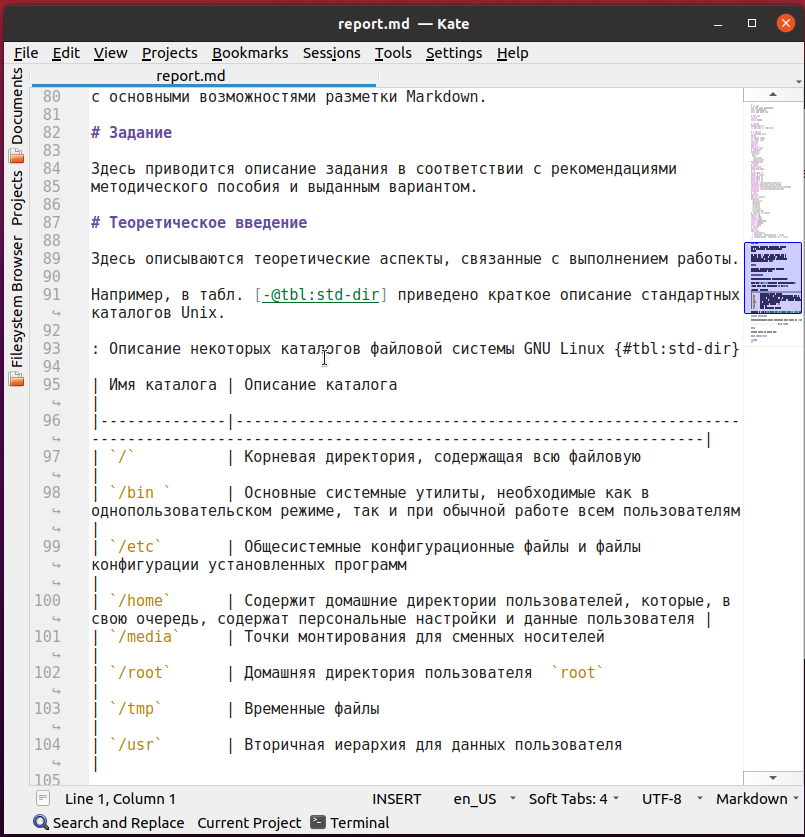 report.md — Kate
File Edit View Projects Bookmarks Sessions Tools Settings Help
report.md
Documents
Projects
Filesystem Browser
80 с основными возможностями разметки Markdown.
81
82 # Задание
83
84 Здесь приводится описание задания в соответствии с рекомендациями
85 методического пособия и выданным вариантом.
86
87 # Теоретическое введение
88
89 Здесь описываются теоретические аспекты, связанные с выполнением работы.
90
91 Например, в табл. [-@tbl:std-dir] приведено краткое описание стандартных
каталогов Unix.
92
93 : Описание некоторых каталогов файловой системы GNU Linux {#tbl:std-dir}
94
95 | Имя каталога | Описание каталога
|
96 |--------------|--------------------------------------------------------
--------------------------------------------------------------------|
97 | `/` | Корневая директория, содержащая всю файловую
|
98 | `/bin ` | Основные системные утилиты, необходимые как в
однопользовательском режиме, так и при обычной работе всем пользователям
|
99 | `/etc` | Общесистемные конфигурационные файлы и файлы
конфигурации установленных программ
|
100 | `/home` | Содержит домашние директории пользователей, которые, в
свою очередь, содержат персональные настройки и данные пользователя |
101 | `/media` | Точки монтирования для сменных носителей
|
102 | `/root` | Домашняя директория пользователя `root`
|
103 | `/tmp` | Временные файлы
|
104 | `/usr` | Вторичная иерархия для данных пользователя
|
105
Line 1, Column 1 INSERT en_US Soft Tabs: 4 UTF-8 Markdown
Search and Replace Current Project Terminal